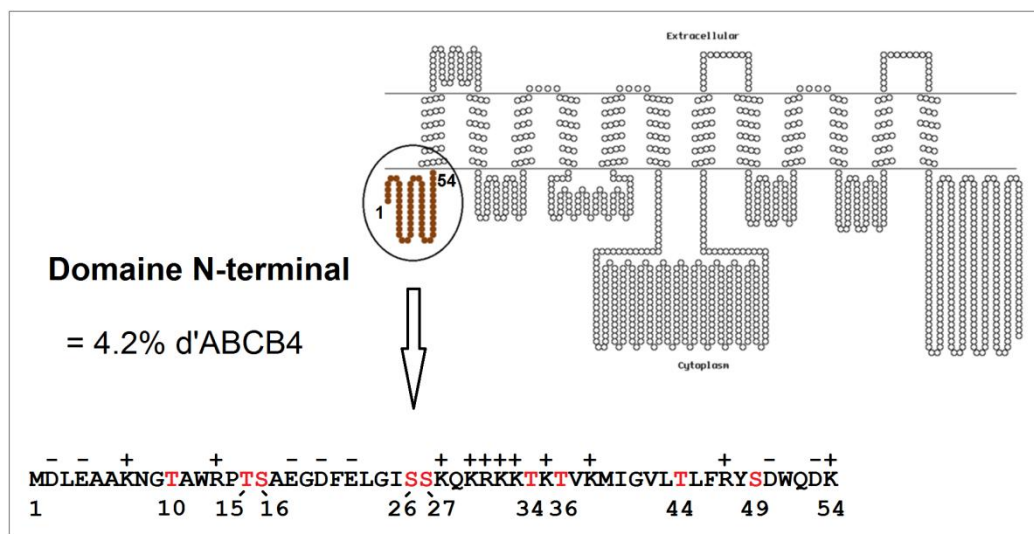 Extracellular
54
1
Domaine N-terminal
= 4.2% d'ABCB4
Cytoplasm
− − + + − − − + ++++ + + + − −+
MDLEAAKNGTAWRPTSAEGDFELGISSKQKRKKTKTVKMIGVLTLFRYSDWQDK
1 10 15 16 26 27 34 36 44 49 54